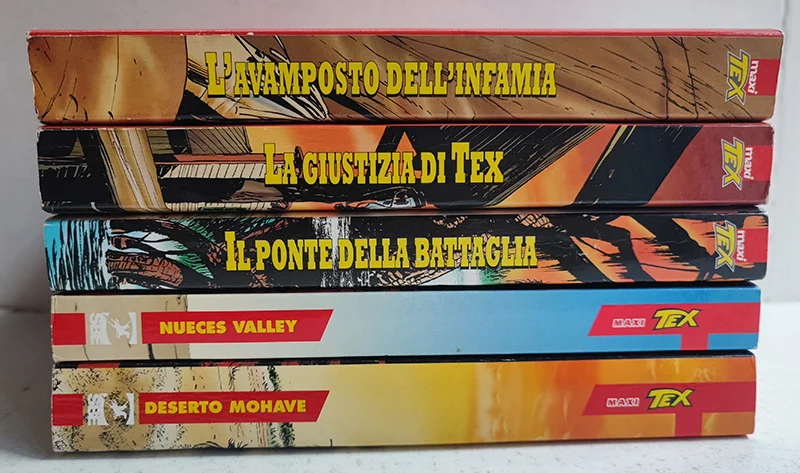 L'AVAMPOSTO DELL'INFAMIA
maxi TEX
LA GIUSTIZIA DI TEX
maxi TEX
IL PONTE DELLA BATTAGLIA
maxi TEX
NUECES VALLEY
MAXI TEX
DESERTO MOHAVE
MAXI TEX